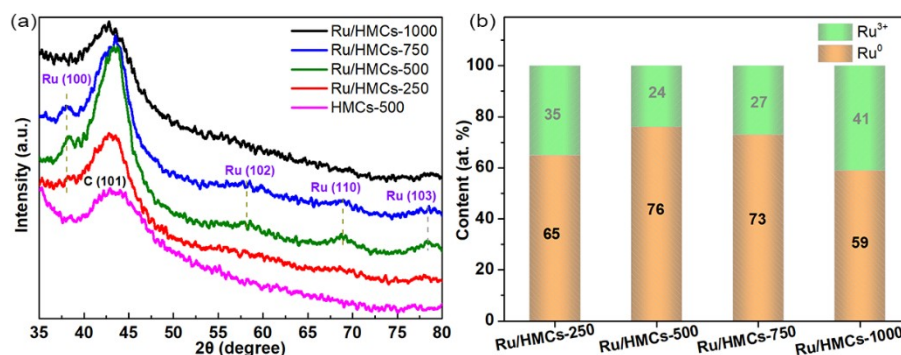 (a)
Ru/HMCs-1000
Ru/HMCs-750
Ru/HMCs-500
Ru/HMCs-250
HMCs-500
Ru (100)
C (101)
Ru (102)
Ru (110)
Ru (103)
Intensity (a.u.)
35 40 45 50 55 60 65 70 75 80
2θ (degree)
(b)
Ru³⁺
Ru⁰
Content (at. %)
100
80
60
40
20
0
35 24 27 41
65 76 73 59
Ru/HMCs-250 Ru/HMCs-500 Ru/HMCs-750 Ru/HMCs-1000